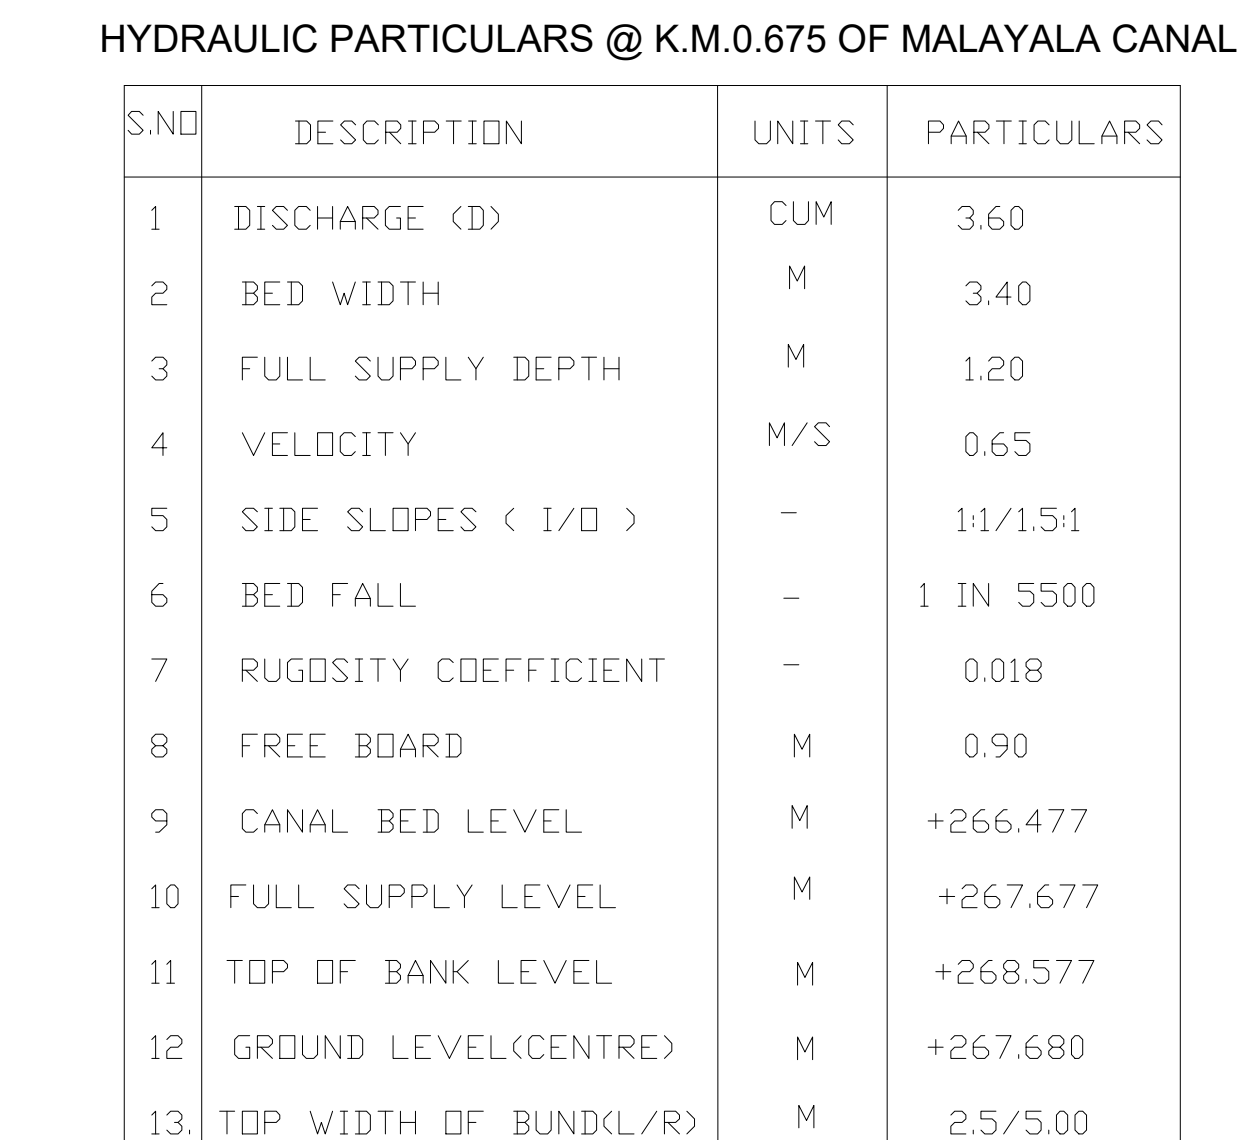 HYDRAULIC PARTICULARS @ K.M.0.675 OF MALAYALA CANAL
S.NO DESCRIPTION UNITS PARTICULARS
1 DISCHARGE (D) CUM 3.60
2 BED WIDTH M 3.40
3 FULL SUPPLY DEPTH M 1.20
4 VELOCITY M/S 0.65
5 SIDE SLOPES ( I/O ) - 1:1/1.5:1
6 BED FALL - 1 IN 5500
7 RUGOSITY COEFFICIENT - 0.018
8 FREE BOARD M 0.90
9 CANAL BED LEVEL M +266.477
10 FULL SUPPLY LEVEL M +267.677
11 TOP OF BANK LEVEL M +268.577
12 GROUND LEVEL(CENTRE) M +267.680
13. TOP WIDTH OF BUND(L/R) M 2.5/5.00